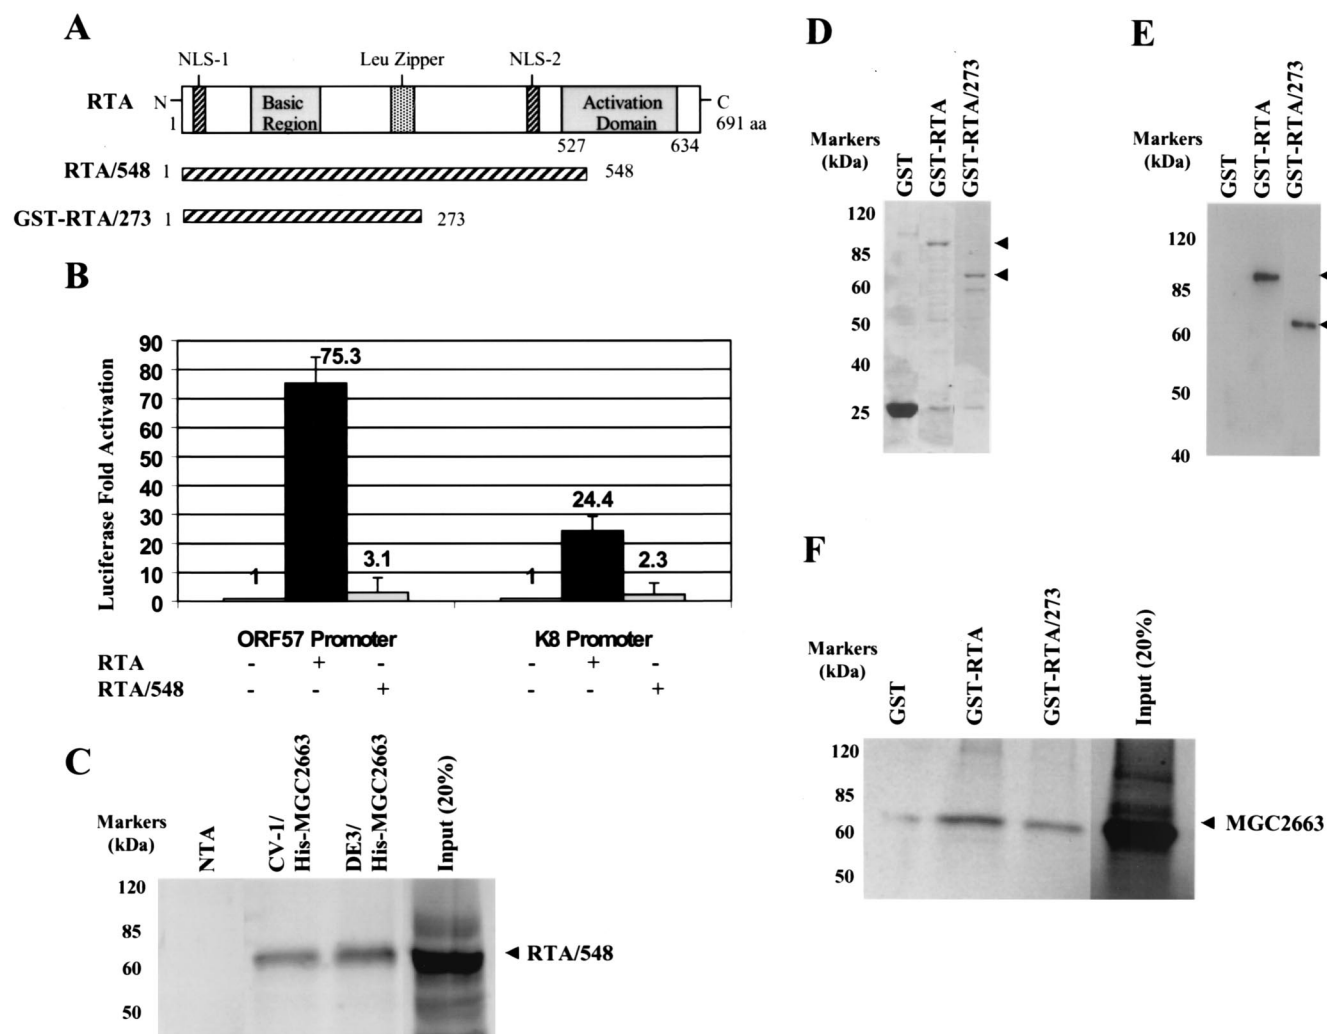 A
NLS-1 Leu Zipper NLS-2
RTA N 1 Basic Region Activation Domain C 691 aa
527 634
RTA/548 1 548
GST-RTA/273 1 273
B
Luciferase Fold Activation
90
80
70
60
50
40
30
20
10
0
1 75.3 3.1 1 24.4 2.3
ORF57 Promoter K8 Promoter
RTA - + - - + -
RTA/548 - - + - - +
C
Markers (kDa)
NTA
CV-1/ His-MGC2663
DE3/ His-MGC2663
Input (20%)
120
85
60
50
RTA/548
D
Markers (kDa)
GST
GST-RTA
GST-RTA/273
120
85
60
50
40
25
E
Markers (kDa)
GST
GST-RTA
GST-RTA/273
120
85
60
50
40
F
Markers (kDa)
GST
GST-RTA
GST-RTA/273
Input (20%)
120
85
60
50
MGC2663